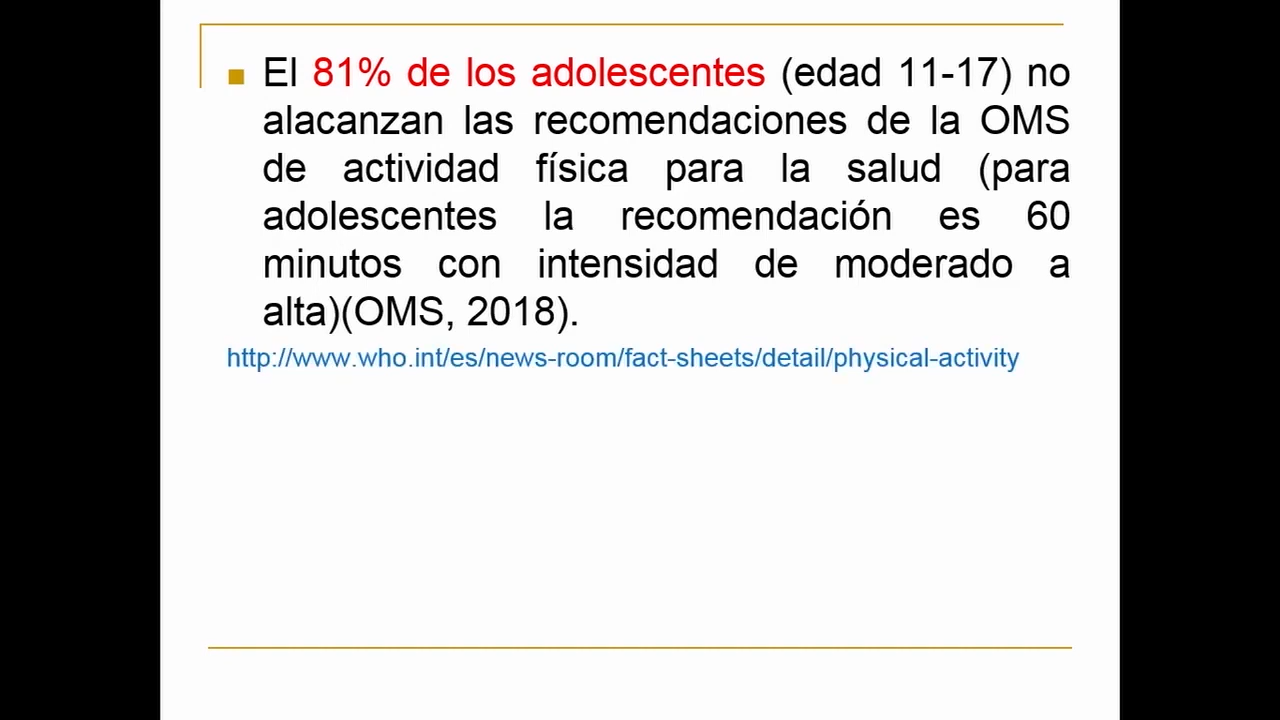 El 81% de los adolescentes (edad 11-17) no
alacanzan las recomendaciones de la OMS
de actividad física para la salud (para
adolescentes la recomendación es 60
minutos con intensidad de moderado a
alta)(OMS, 2018).
http://www.who.int/es/news-room/fact-sheets/detail/physical-activity